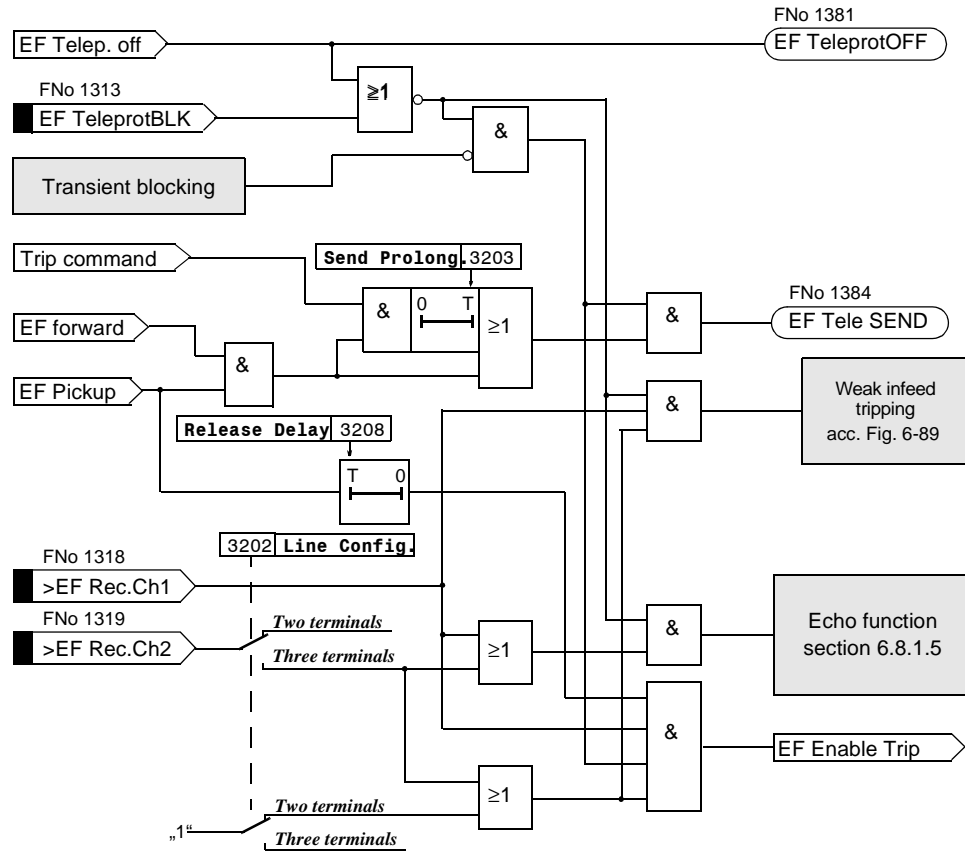 FNo 1381
EF Telep. off
EF TeleprotOFF
FNo 1313
≧1
EF TeleprotBLK
&
Transient blocking
Trip command
Send Prolong. 3203
FNo 1384
&
0 T
≥1
&
EF Tele SEND
EF forward
&
EF Pickup
&
Weak infeed
tripping
acc. Fig. 6-89
Release Delay 3208
T 0
3202 Line Config.
FNo 1318
>EF Rec.Ch1
FNo 1319
>EF Rec.Ch2
Two terminals
Three terminals
≥1
&
Echo function
section 6.8.1.5
&
EF Enable Trip
≥1
Two terminals
„1“
Three terminals